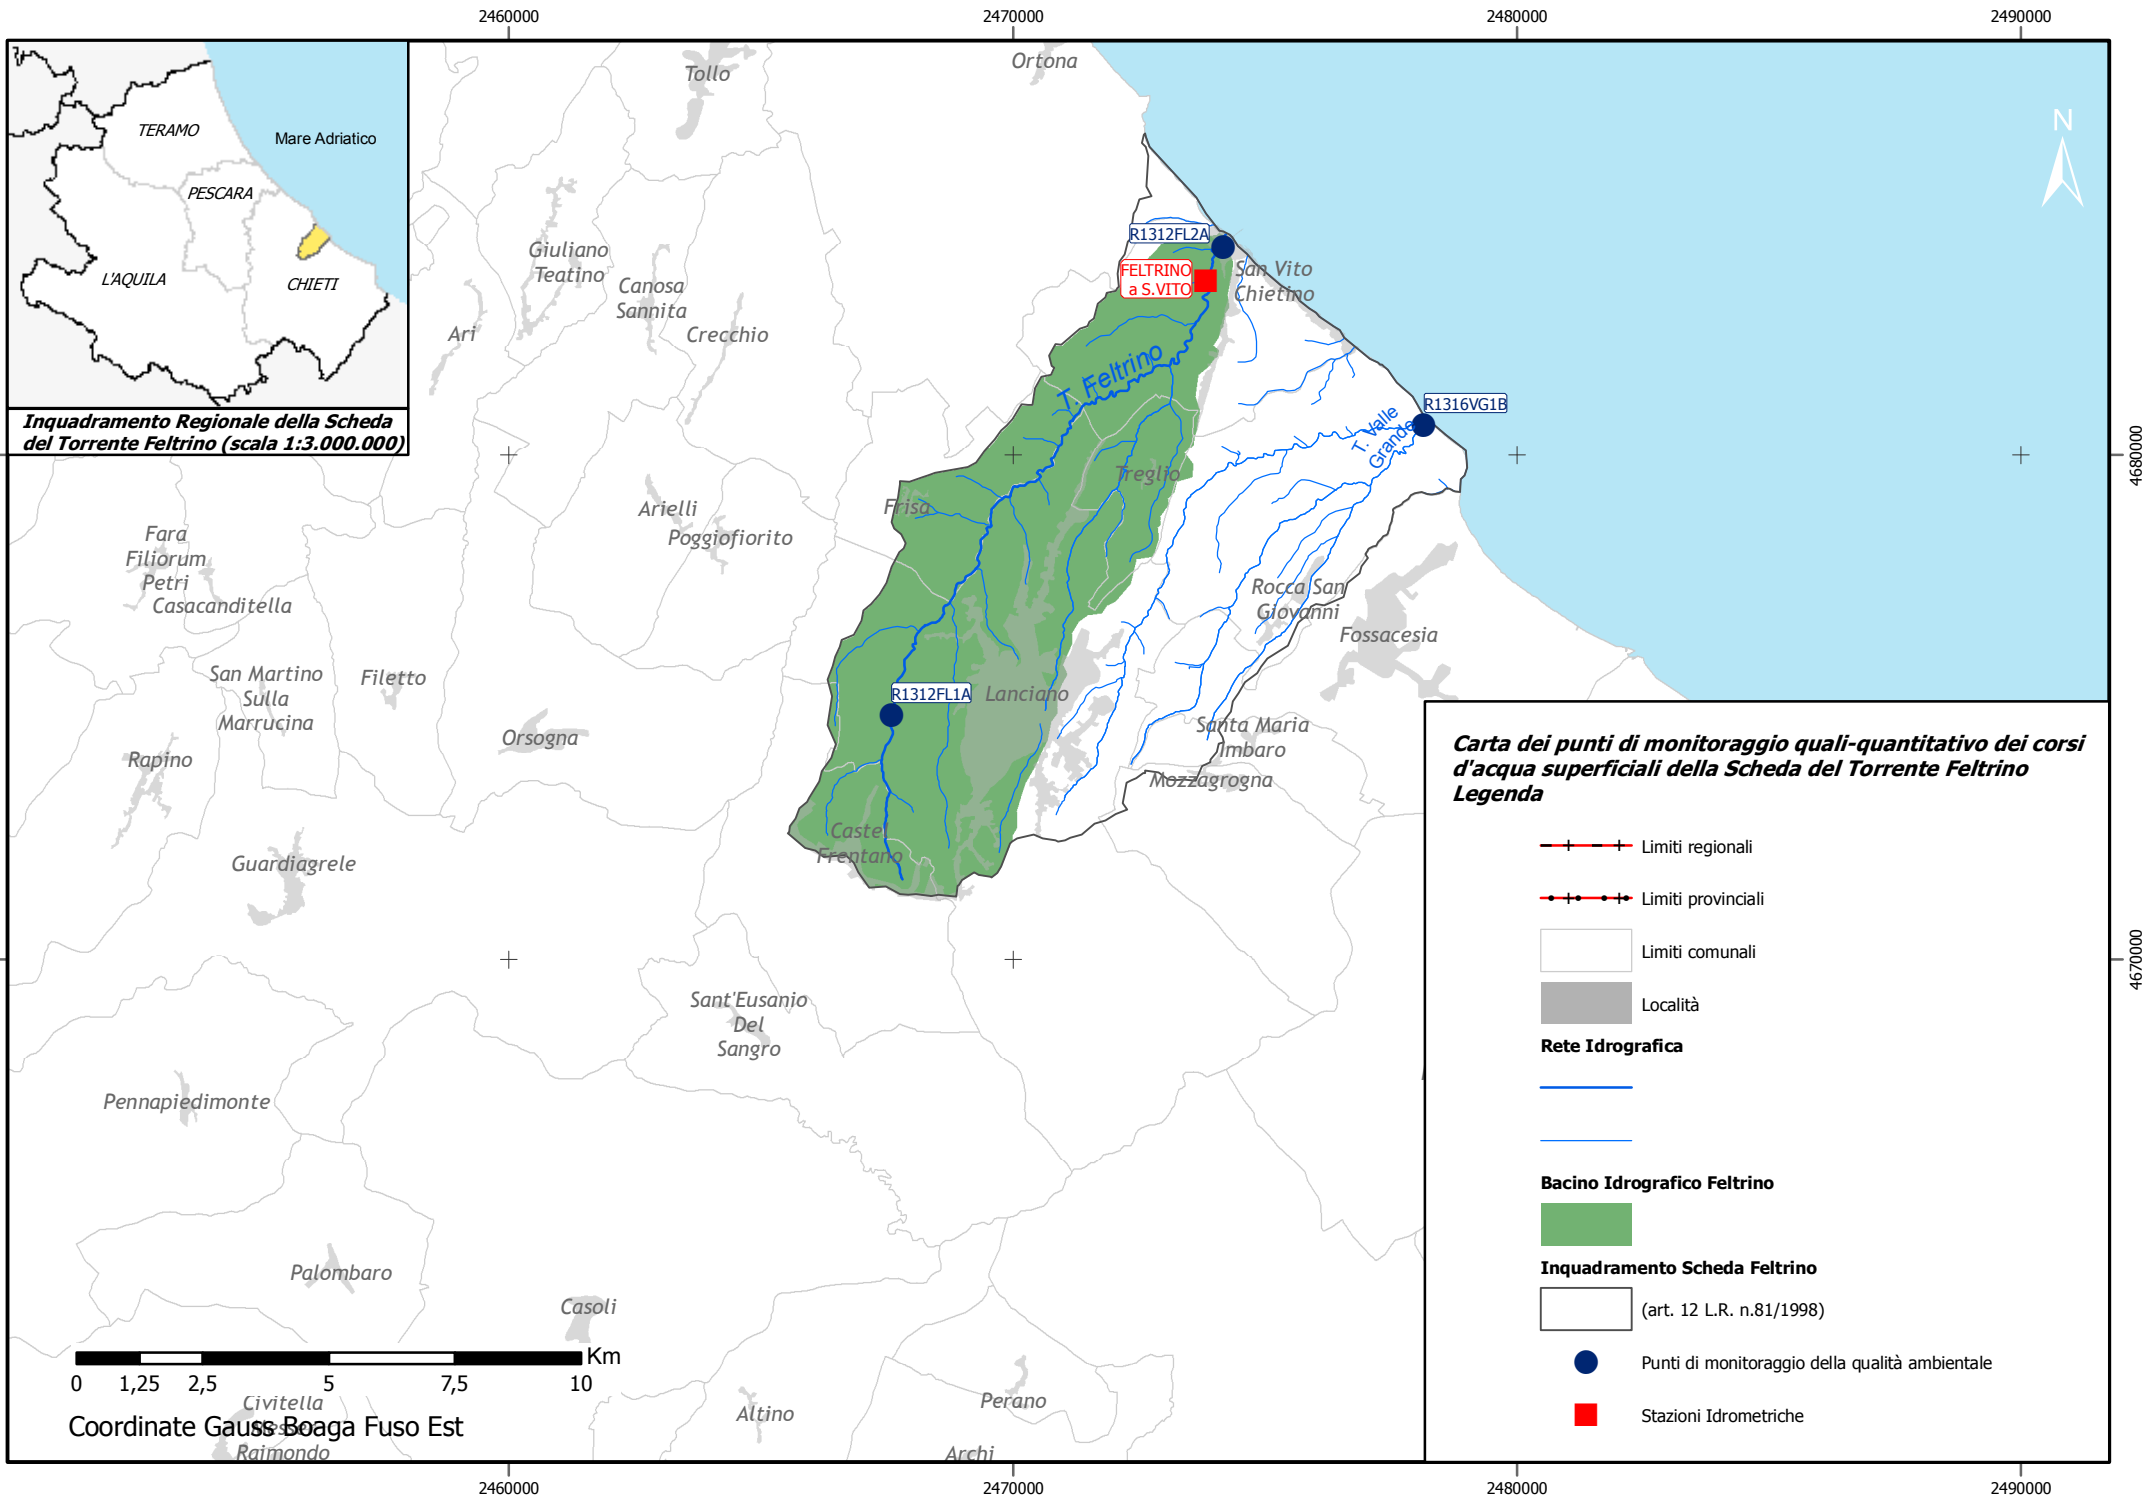 2460000
2470000
2480000
2490000
TERAMO
Mare Adriatico
PESCARA
L'AQUILA
CHIETI
Inquadramento Regionale della Scheda
del Torrente Feltrino (scala 1:3.000.000)
Tollo
Ortona
N
R1312FL2A
FELTRINO
a S.VITO
San Vito
Chietino
Giuliano
Teatino
Canosa
Sannita
Ari
Crecchio
T. Feltrino
R1316VG1B
T. Valle
Grande
4680000
Treglio
Frisa
Arielli
Poggiofiorito
Fara
Filiorum
Petri
Casacanditella
Rocca San
Giovanni
Fossacesia
San Martino
Sulla
Marrucina
Filetto
R1312FL1A
Lanciano
Orsogna
Santa Maria
Imbaro
Mozzagrogna
Rapino
Castel
Frentano
Guardiagrele
4670000
Sant'Eusanio
Del
Sangro
Pennapiedimonte
Palombaro
Casoli
Altino
Perano
Archi
Civitella
Messer
Raimondo
Km
0 1,25 2,5 5 7,5 10
Coordinate Gauss Boaga Fuso Est
Carta dei punti di monitoraggio quali-quantitativo dei corsi
d'acqua superficiali della Scheda del Torrente Feltrino
Legenda
Limiti regionali
Limiti provinciali
Limiti comunali
Località
Rete Idrografica
Bacino Idrografico Feltrino
Inquadramento Scheda Feltrino
(art. 12 L.R. n.81/1998)
Punti di monitoraggio della qualità ambientale
Stazioni Idrometriche
2460000
2470000
2480000
2490000